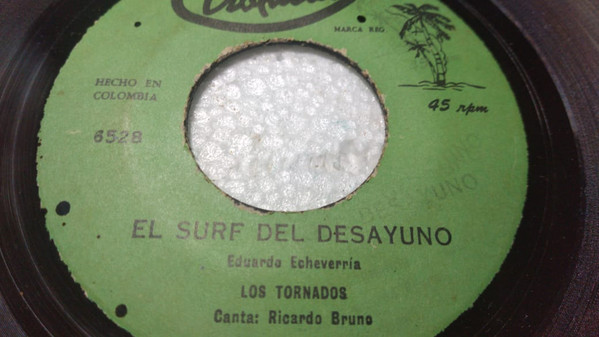 MARCA REG
HECHO EN
COLOMBIA
45 rpm
6528
EL SURF DEL DESAYUNO
Eduardo Echeverría
LOS TORNADOS
Canta: Ricardo Bruno